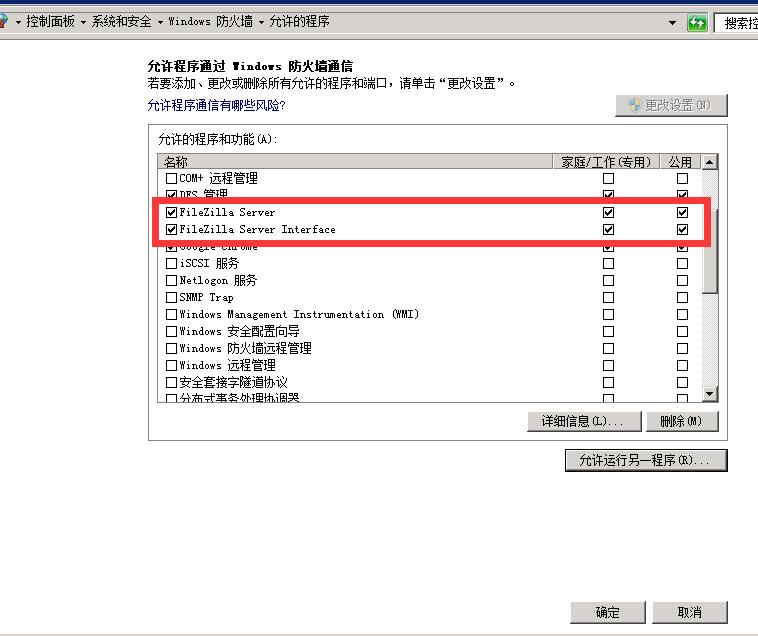 控制面板 系统和安全 Windows 防火墙 允许的程序 搜索控
允许程序通过 Windows 防火墙通信
若要添加、更改或删除所有允许的程序和端口，请单击“更改设置”。
允许程序通信有哪些风险?
更改设置(N)
允许的程序和功能(A):
名称 家庭/工作(专用) 公用
COM+ 远程管理
DFS 管理
FileZilla Server
FileZilla Server Interface
Google Chrome
iSCSI 服务
Netlogon 服务
SNMP Trap
Windows Management Instrumentation (WMI)
Windows 安全配置向导
Windows 防火墙远程管理
Windows 远程管理
安全套接字隧道协议
分布式事务处理协调器
详细信息(L)... 删除(M)
允许运行另一程序(R)...
确定 取消